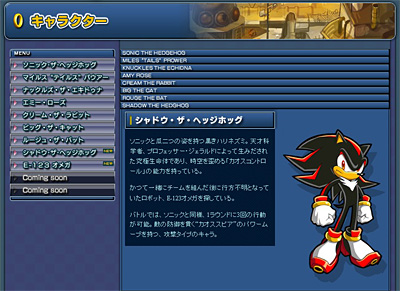 キャラクター
MENU
ソニック・ザ・ヘッジホッグ
マイルス"テイルス"パウアー
ナックルズ・ザ・エキドゥナ
エミー・ローズ
クリーム・ザ・ラビット
ビッグ・ザ・キャット
ルージュ・ザ・バット
シャドウ・ザ・ヘッジホッグ NEW
E-123 オメガ NEW
Coming soon
Coming soon
SONIC THE HEDGEHOG
MILES "TAILS" PROWER
KNUCKLES THE ECHIDNA
AMY ROSE
CREAM THE RABBIT
BIG THE CAT
ROUGE THE BAT
SHADOW THE HEDGHOG
シャドウ・ザ・ヘッジホッグ
ソニックと瓜二つの姿を持つ黒きハリネズミ。天才科
学者、プロフェッサー・ジェラルドによって生みだされ
た究極生命体であり、時空を歪める「カオスコントロ
ール」の能力を持っている。
かつて一緒にチームを組んだ後に行方不明となって
いたロボット、E-123オメガを探している。
バトルでは、ソニックと同様、1ラウンドに3回の行動
が可能。敵の防御を貫く"カオススピア"のパワームー
ブを持つ、攻撃タイプのキャラ。